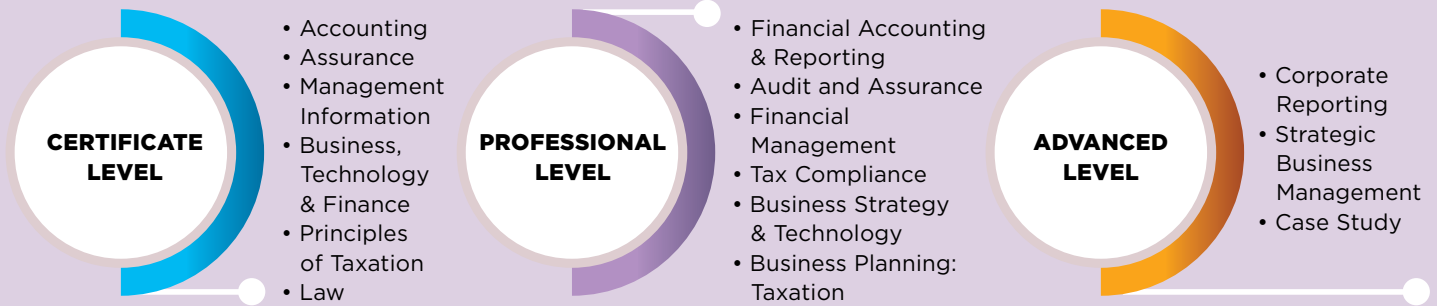 CERTIFICATE
LEVEL
• Accounting
• Assurance
• Management
Information
• Business,
Technology
& Finance
• Principles
of Taxation
• Law
PROFESSIONAL
LEVEL
• Financial Accounting
& Reporting
• Audit and Assurance
• Financial
Management
• Tax Compliance
• Business Strategy
& Technology
• Business Planning:
Taxation
ADVANCED
LEVEL
• Corporate
Reporting
• Strategic
Business
Management
• Case Study